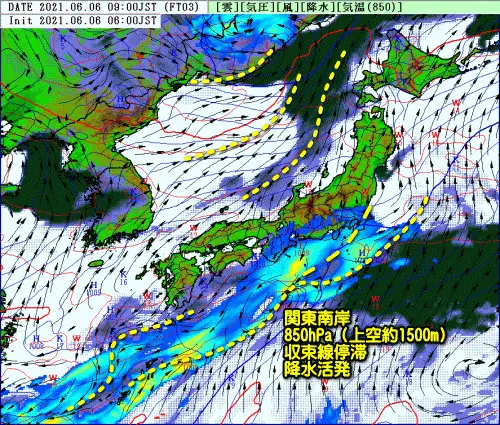 DATE 2021.06.06 09:00JST (FT03)
[雲][気圧][風][降水][気温(850)]
Init 2021.06.06 06:00JST
関東南岸
850hPa（上空約1500m）
収束線停滞
降水活発